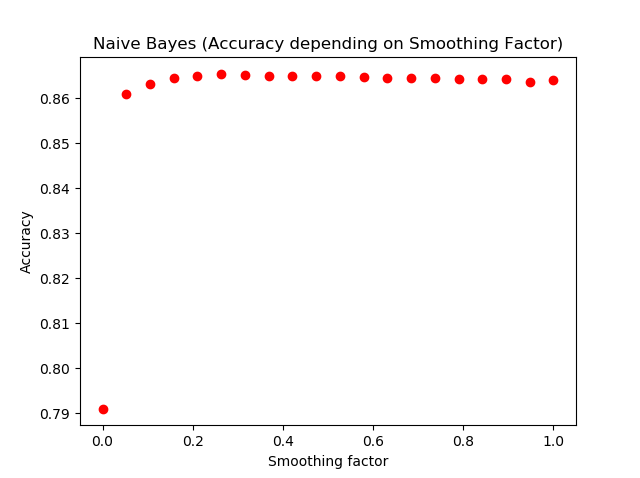 Naive Bayes (Accuracy depending on Smoothing Factor)
0.86
0.85
0.84
0.83
0.82
0.81
0.80
0.79
Accuracy
0.0 0.2 0.4 0.6 0.8 1.0
Smoothing factor